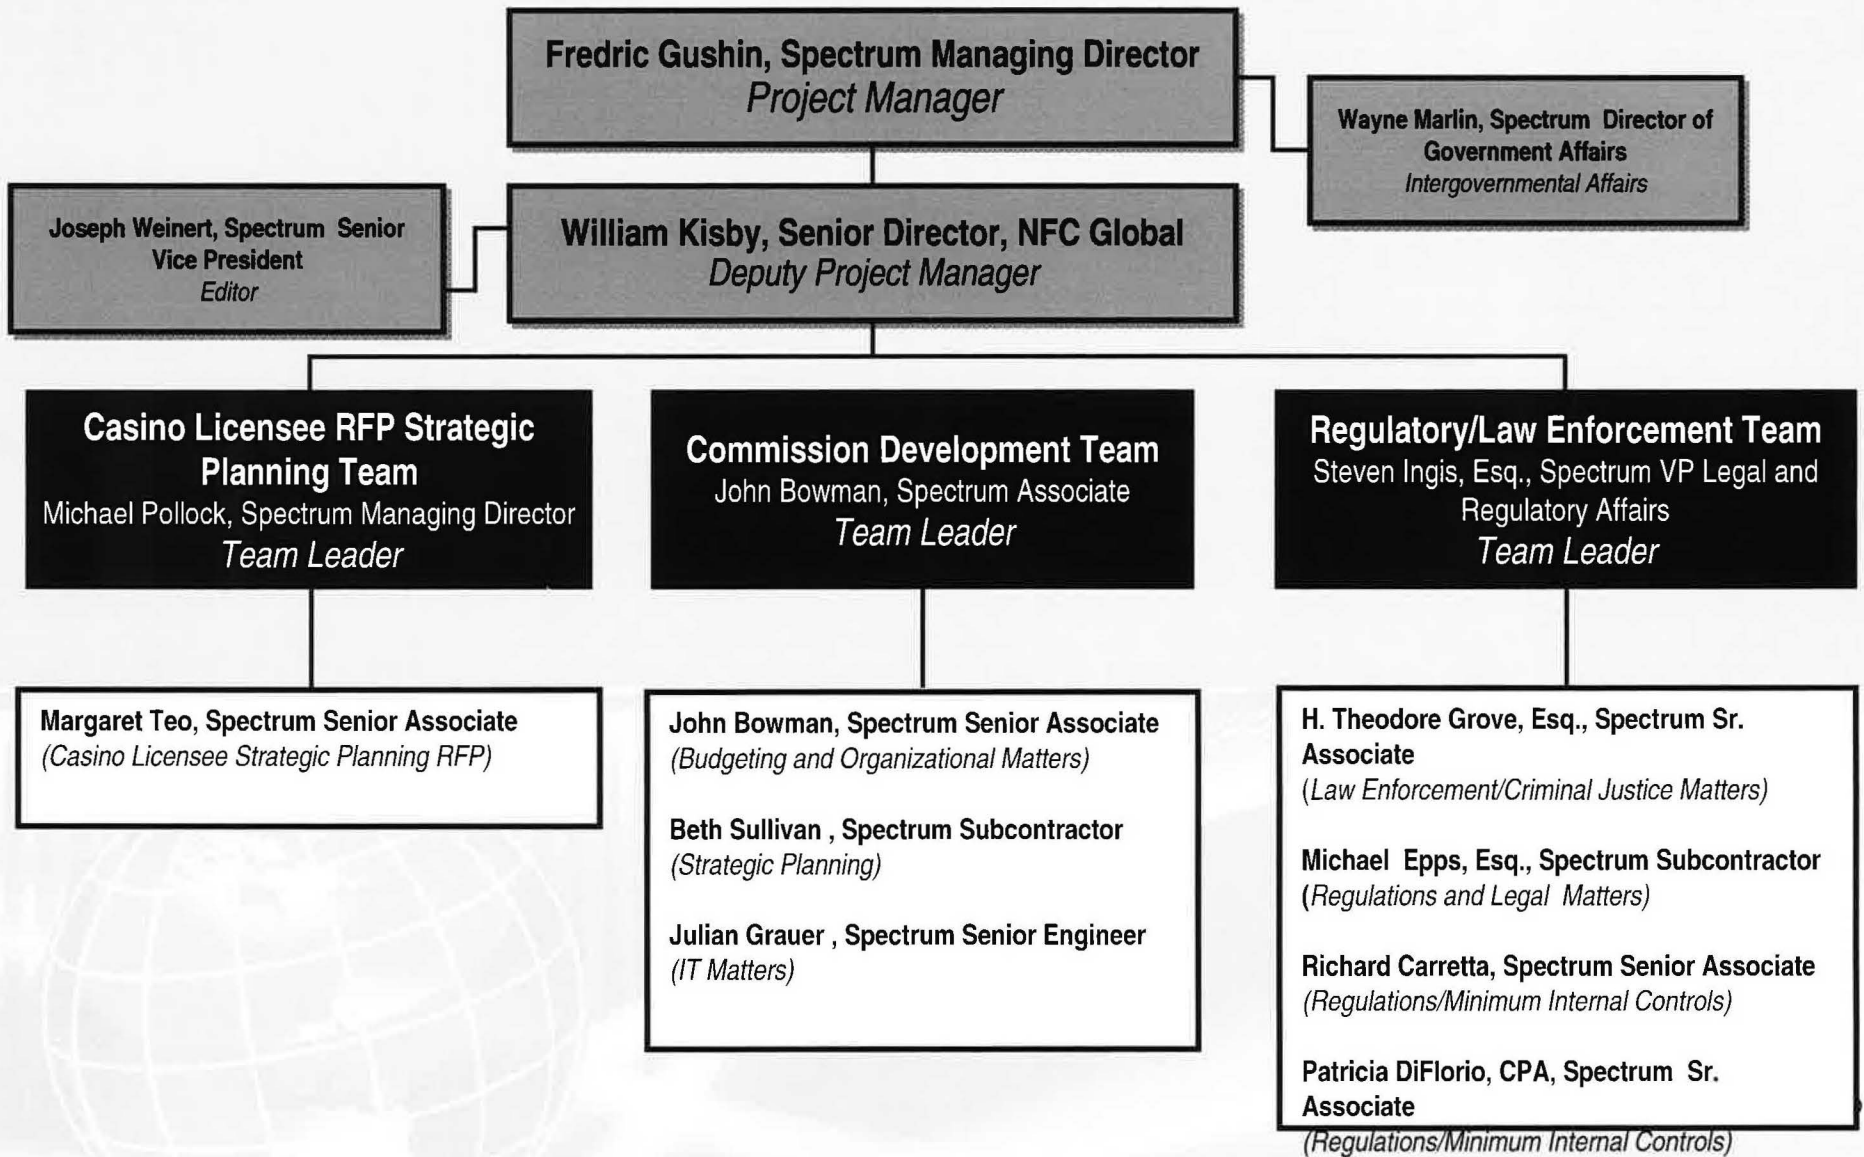 Fredric Gushin, Spectrum Managing Director
Project Manager
Wayne Marlin, Spectrum Director of
Government Affairs
Intergovernmental Affairs
Joseph Weinert, Spectrum Senior
Vice President
Editor
William Kisby, Senior Director, NFC Global
Deputy Project Manager
Casino Licensee RFP Strategic
Planning Team
Michael Pollock, Spectrum Managing Director
Team Leader
Commission Development Team
John Bowman, Spectrum Associate
Team Leader
Regulatory/Law Enforcement Team
Steven Ingis, Esq., Spectrum VP Legal and
Regulatory Affairs
Team Leader
Margaret Teo, Spectrum Senior Associate
(Casino Licensee Strategic Planning RFP)
John Bowman, Spectrum Senior Associate
(Budgeting and Organizational Matters)
Beth Sullivan , Spectrum Subcontractor
(Strategic Planning)
Julian Grauer , Spectrum Senior Engineer
(IT Matters)
H. Theodore Grove, Esq., Spectrum Sr.
Associate
(Law Enforcement/Criminal Justice Matters)
Michael Epps, Esq., Spectrum Subcontractor
(Regulations and Legal Matters)
Richard Carretta, Spectrum Senior Associate
(Regulations/Minimum Internal Controls)
Patricia DiFlorio, CPA, Spectrum Sr.
Associate
(Regulations/Minimum Internal Controls)